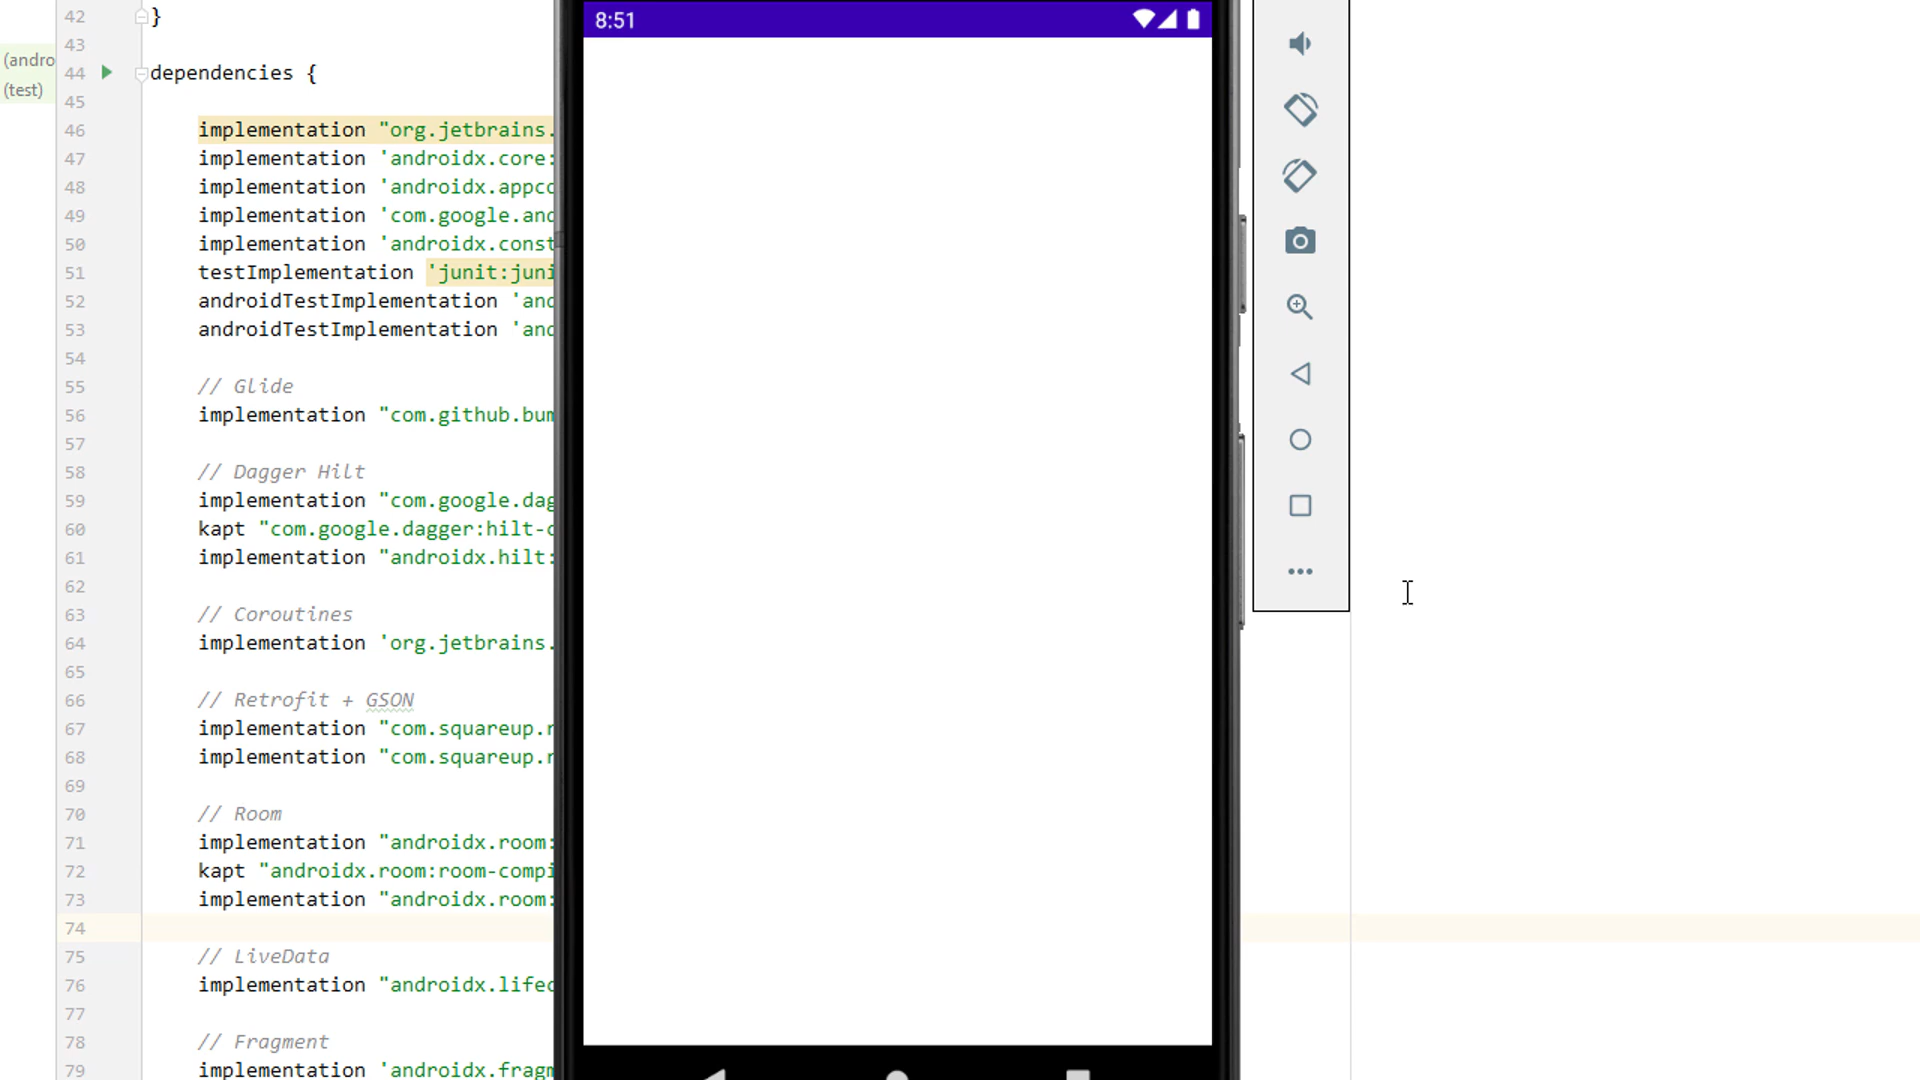 (andro
(test)
42 }
43
44 dependencies {
45
46 implementation "org.jetbrains.
47 implementation 'androidx.core:
48 implementation 'androidx.appco
49 implementation 'com.google.and
50 implementation 'androidx.const
51 testImplementation 'junit:juni
52 androidTestImplementation 'and
53 androidTestImplementation 'and
54
55 // Glide
56 implementation "com.github.bum
57
58 // Dagger Hilt
59 implementation "com.google.dag
60 kapt "com.google.dagger:hilt-c
61 implementation "androidx.hilt:
62
63 // Coroutines
64 implementation 'org.jetbrains.
65
66 // Retrofit + GSON
67 implementation "com.squareup.r
68 implementation "com.squareup.r
69
70 // Room
71 implementation "androidx.room:
72 kapt "androidx.room:room-compi
73 implementation "androidx.room:
74
75 // LiveData
76 implementation "androidx.lifec
77
78 // Fragment
79 implementation 'androidx.fragm
8:51